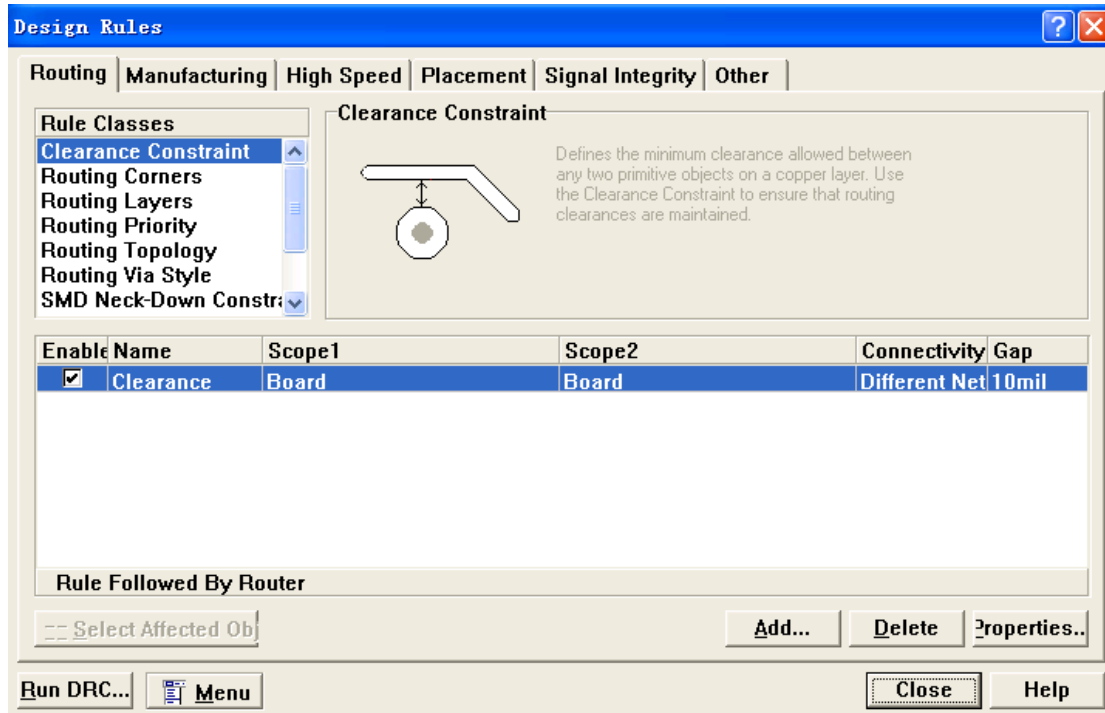 Design Rules
Routing Manufacturing High Speed Placement Signal Integrity Other
Rule Classes
Clearance Constraint
Routing Corners
Routing Layers
Routing Priority
Routing Topology
Routing Via Style
SMD Neck-Down Constra
Clearance Constraint
Defines the minimum clearance allowed between
any two primitive objects on a copper layer. Use
the Clearance Constraint to ensure that routing
clearances are maintained.
Enable Name Scope1 Scope2 Connectivity Gap
Clearance Board Board Different Net 10mil
Rule Followed By Router
Select Affected Obj
Add... Delete Properties..
Run DRC... Menu Close Help